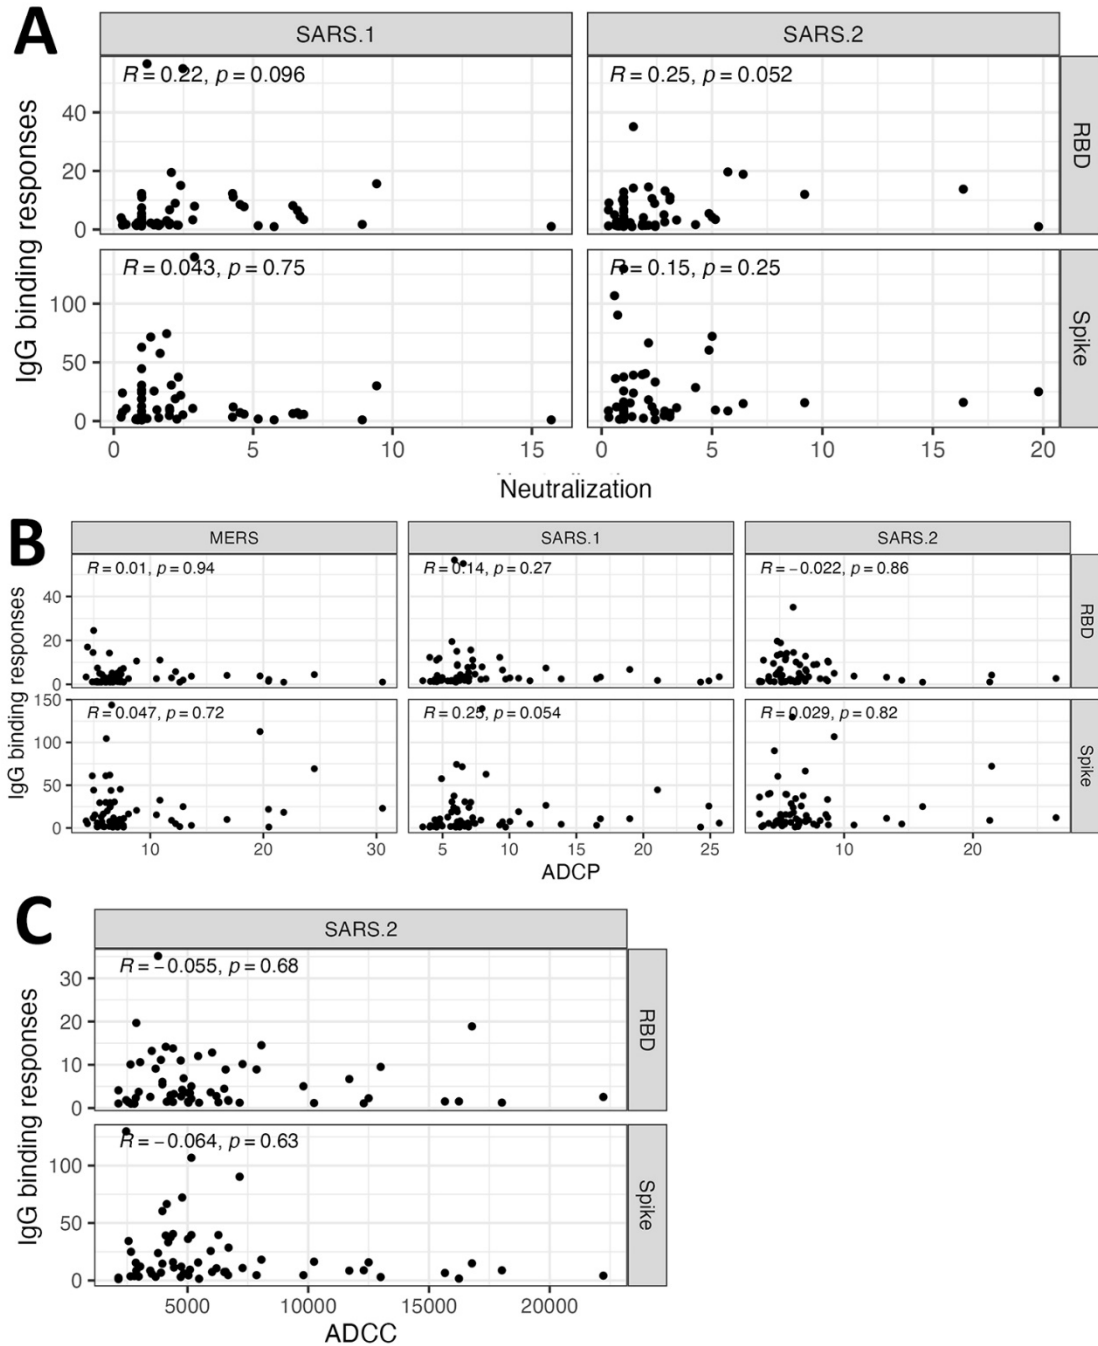 A
SARS.1 SARS.2
R = 0.22, p = 0.096 R = 0.25, p = 0.052
IgG binding responses
40
20
0
RBD
R = 0.043, p = 0.75 R = 0.15, p = 0.25
IgG binding responses
100
50
0
Spike
0 5 10 15 0 5 10 15 20
Neutralization
B
MERS SARS.1 SARS.2
R = 0.01, p = 0.94 R = 0.14, p = 0.27 R = −0.022, p = 0.86
40
20
0
RBD
IgG binding responses
R = 0.047, p = 0.72 R = 0.25, p = 0.054 R = 0.029, p = 0.82
150
100
50
0
Spike
10 20 30 5 10 15 20 25 10 20
ADCP
C
SARS.2
R = −0.055, p = 0.68
IgG binding responses
30
20
10
0
RBD
R = −0.064, p = 0.63
IgG binding responses
100
50
0
Spike
5000 10000 15000 20000
ADCC